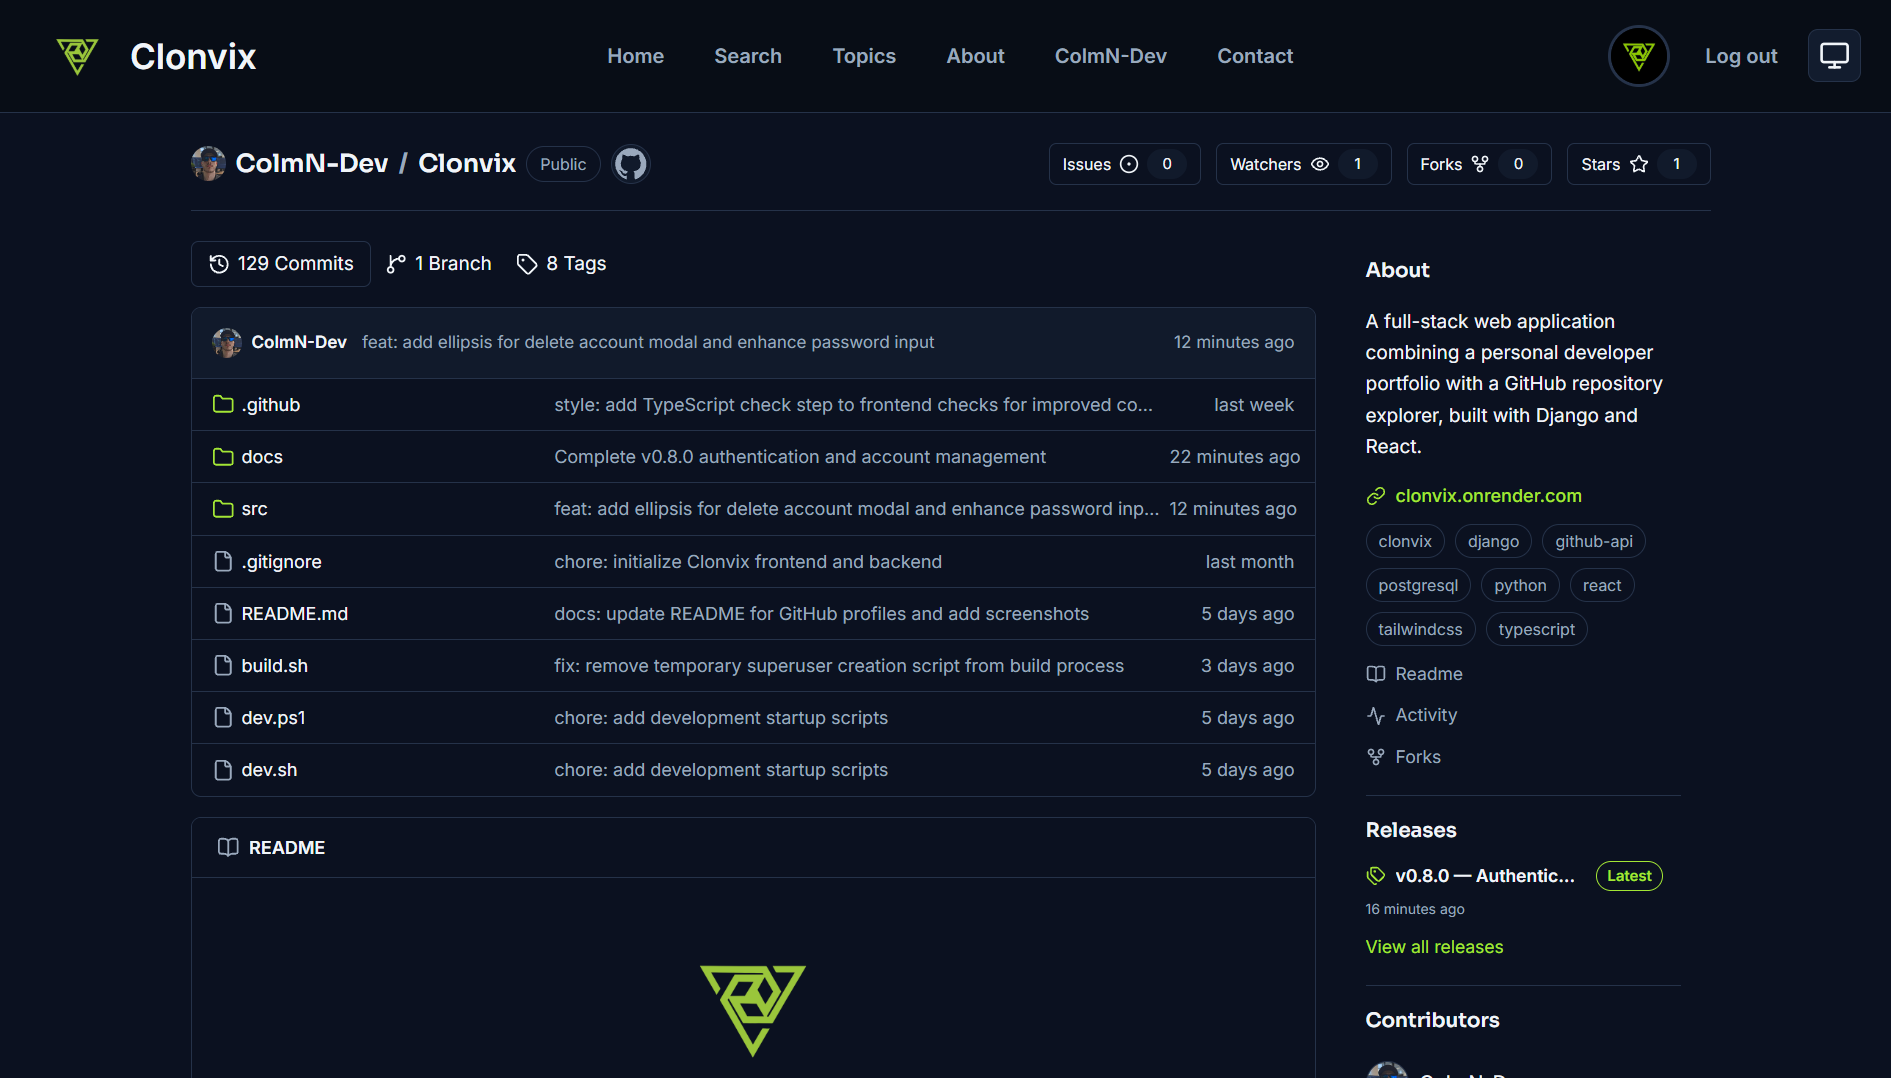 Clonvix
Home Search Topics About ColmN-Dev Contact
Log out
ColmN-Dev / Clonvix Public
Issues 0 Watchers 1 Forks 0 Stars 1
129 Commits 1 Branch 8 Tags
ColmN-Dev feat: add ellipsis for delete account modal and enhance password input 12 minutes ago
.github style: add TypeScript check step to frontend checks for improved co... last week
docs Complete v0.8.0 authentication and account management 22 minutes ago
src feat: add ellipsis for delete account modal and enhance password inp... 12 minutes ago
.gitignore chore: initialize Clonvix frontend and backend last month
README.md docs: update README for GitHub profiles and add screenshots 5 days ago
build.sh fix: remove temporary superuser creation script from build process 3 days ago
dev.ps1 chore: add development startup scripts 5 days ago
dev.sh chore: add development startup scripts 5 days ago
README
About
A full-stack web application
combining a personal developer
portfolio with a GitHub repository
explorer, built with Django and
React.
clonvix.onrender.com
clonvix django github-api
postgresql python react
tailwindcss typescript
Readme
Activity
Forks
Releases
v0.8.0 — Authentic... Latest
16 minutes ago
View all releases
Contributors